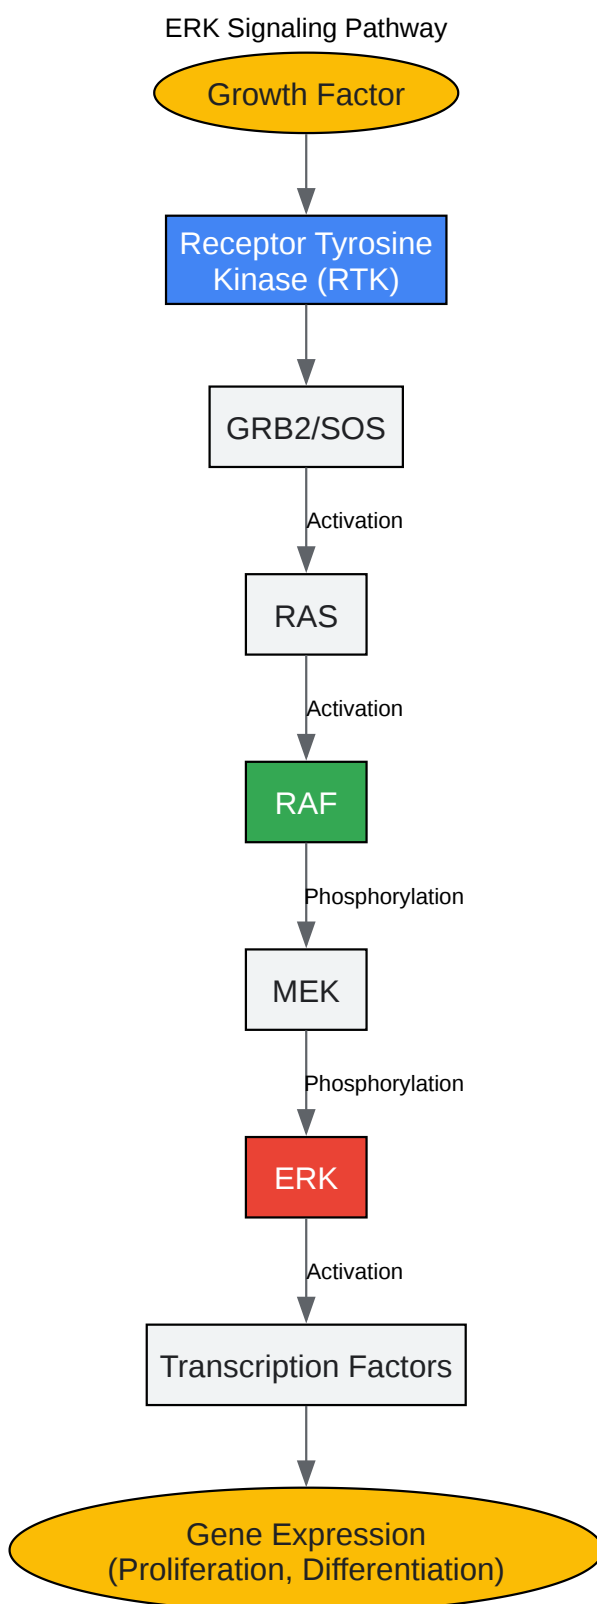 ERK Signaling Pathway
Growth Factor
Receptor Tyrosine
Kinase (RTK)
GRB2/SOS
Activation
RAS
Activation
RAF
Phosphorylation
MEK
Phosphorylation
ERK
Activation
Transcription Factors
Gene Expression
(Proliferation, Differentiation)